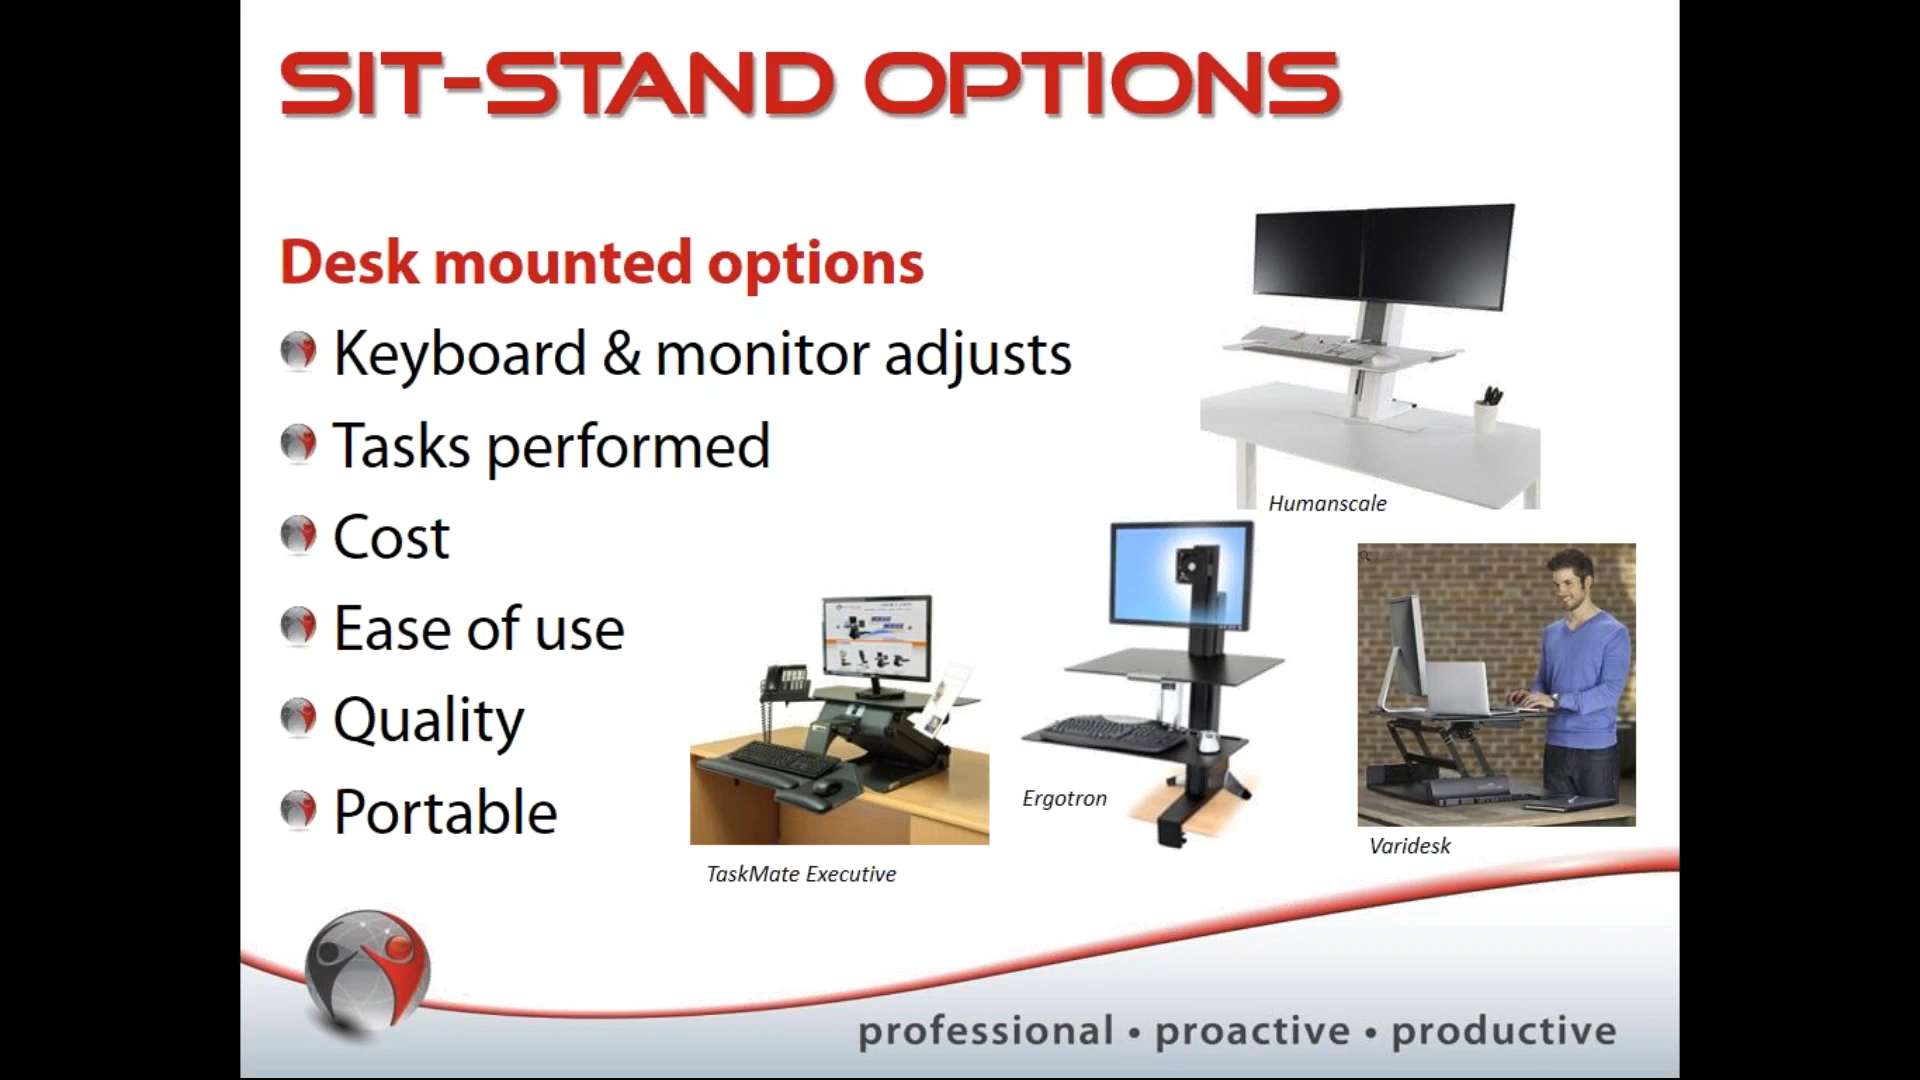 SIT-STAND OPTIONS
Desk mounted options
Keyboard & monitor adjusts
Tasks performed
Cost
Ease of use
Quality
Portable
Humanscale
Ergotron
Varidesk
TaskMate Executive
professional • proactive • productive